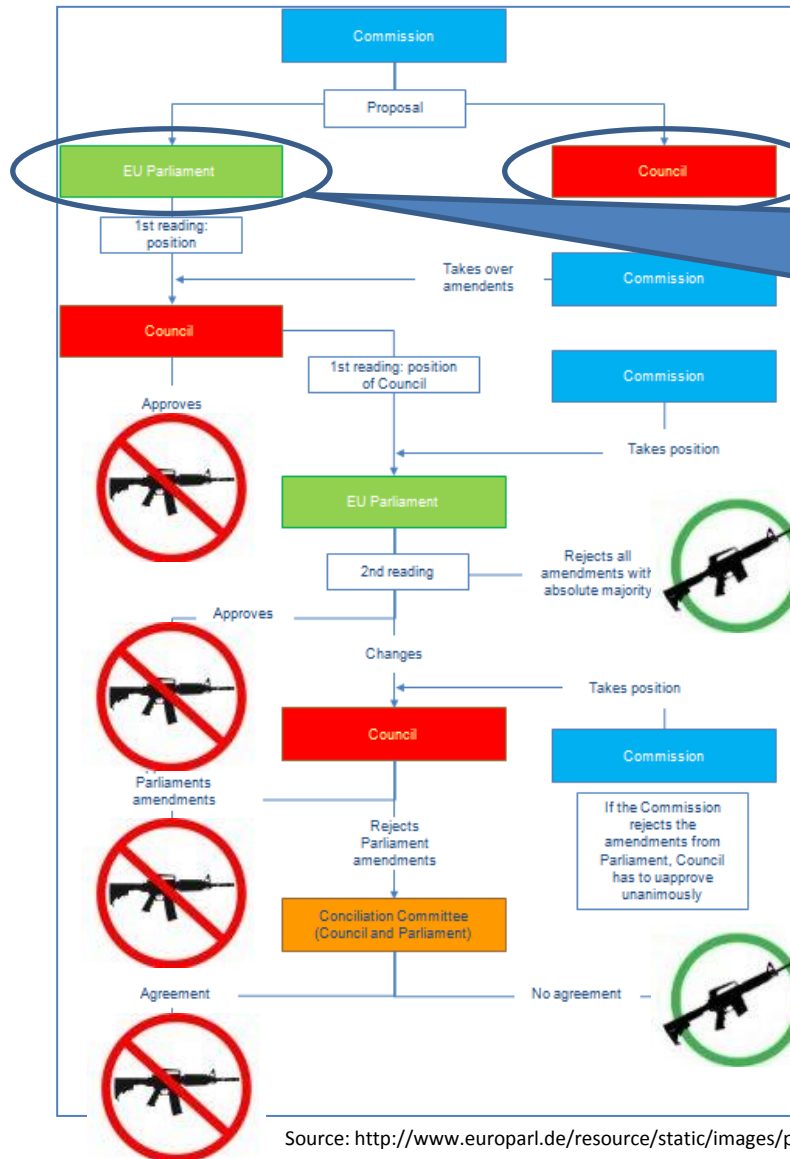 Commission
Proposal
EU Parliament
Council
1st reading:
position
Takes over
amendents
Commission
Council
1st reading: position
of Council
Commission
Approves
Takes position
EU Parliament
2nd reading
Rejects all
amendments with
absolute majority
Approves
Changes
Takes position
Council
Commission
Parliaments
amendments
Rejects
Parliament
amendments
If the Commission
rejects the
amendments from
Parliament, Council
has to uapprove
unanimously
Conciliation Committee
(Council and Parliament)
Agreement
No agreement
Source: http://www.europarl.de/resource/static/images/p